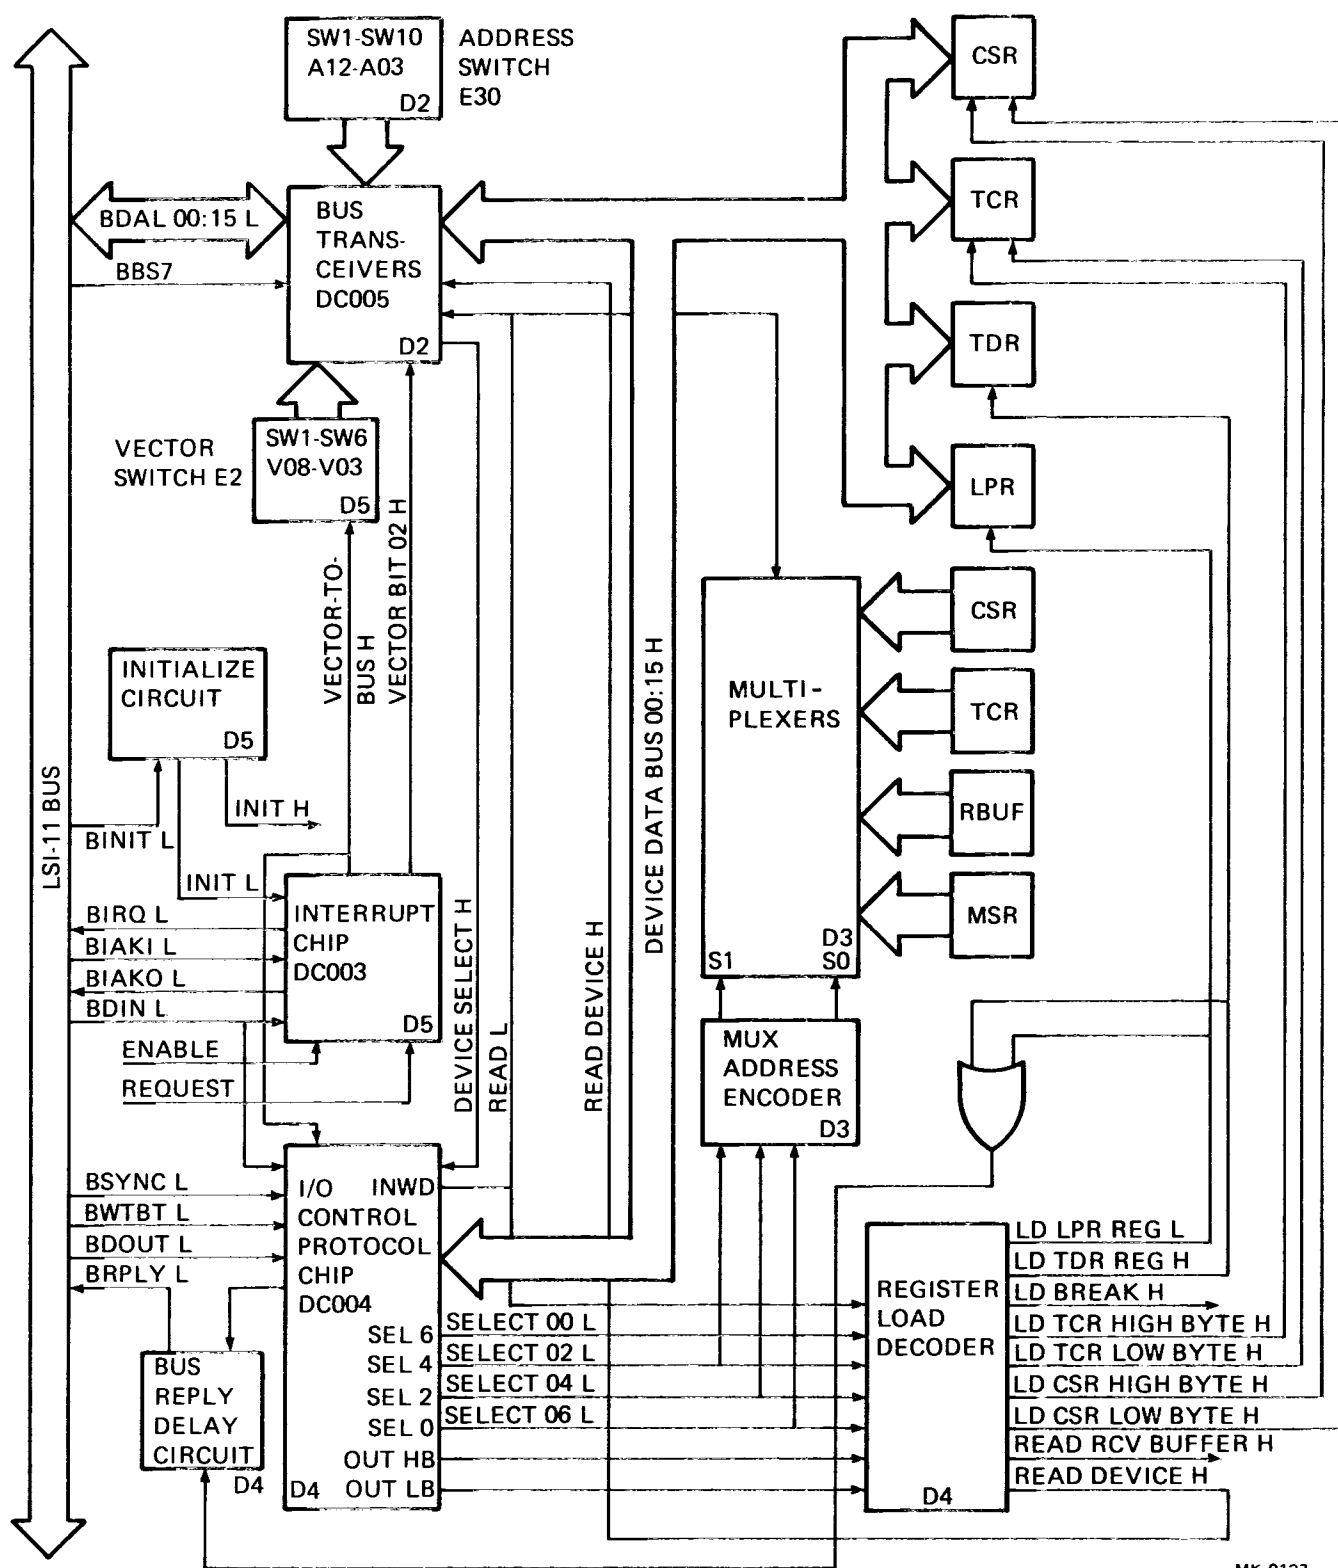 SW1-SW10
A12-A03
D2
ADDRESS
SWITCH
E30
CSR
TCR
TDR
LPR
BDAL 00:15 L
BBS7
BUS
TRANS-
CEIVERS
DC005
D2
VECTOR
SWITCH E2
SW1-SW6
V08-V03
D5
VECTOR-TO-
BUS H
VECTOR BIT 02 H
INITIALIZE
CIRCUIT
D5
INIT H
BINIT L
LSI-11 BUS
INIT L
BIRQ L
BIAKI L
BIAKO L
BDIN L
INTERRUPT
CHIP
DC003
D5
ENABLE
REQUEST
DEVICE SELECT H
READ L
READ DEVICE H
DEVICE DATA BUS 00:15 H
MULTI-
PLEXERS
D3
S1
S0
CSR
TCR
RBUF
MSR
MUX
ADDRESS
ENCODER
D3
BSYNC L
BWTBT L
BDOUT L
BRPLY L
I/O
CONTROL
PROTOCOL
CHIP
DC004
INWD
SEL 6
SEL 4
SEL 2
SEL 0
OUT HB
OUT LB
D4
SELECT 00 L
SELECT 02 L
SELECT 04 L
SELECT 06 L
BUS
REPLY
DELAY
CIRCUIT
D4
REGISTER
LOAD
DECODER
D4
LD LPR REG L
LD TDR REG H
LD BREAK H
LD TCR HIGH BYTE H
LD TCR LOW BYTE H
LD CSR HIGH BYTE H
LD CSR LOW BYTE H
READ RCV BUFFER H
READ DEVICE H